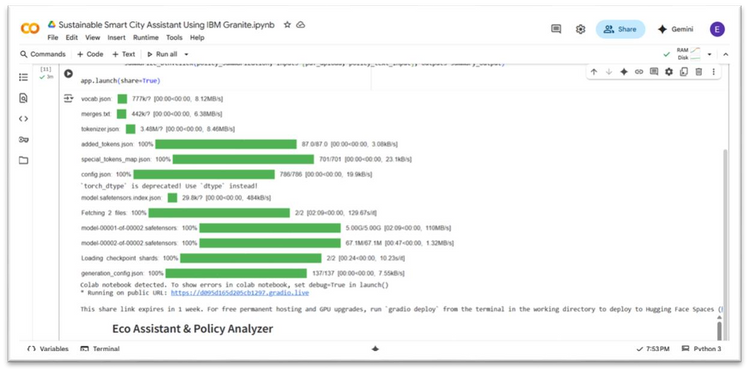 Sustainable Smart City Assistant Using IBM Granite.ipynb
File Edit View Insert Runtime Tools Help
Share
Gemini
E
Commands + Code + Text Run all
RAM
Disk
[11]
app.launch(share=True)
vocab.json: 777k/? [00:00<00:00, 8.12MB/s]
merges.txt: 442k/? [00:00<00:00, 6.38MB/s]
tokenizer.json: 3.48M/? [00:00<00:00, 8.46MB/s]
added_tokens.json: 100% 87.0/87.0 [00:00<00:00, 3.08kB/s]
special_tokens_map.json: 100% 701/701 [00:00<00:00, 23.1kB/s]
config.json: 100% 786/786 [00:00<00:00, 19.9kB/s]
`torch_dtype` is deprecated! Use `dtype` instead!
model.safetensors.index.json: 29.8k/? [00:00<00:00, 484kB/s]
Fetching 2 files: 100% 2/2 [02:09<00:00, 129.67s/it]
model-00001-of-00002.safetensors: 100% 5.00G/5.00G [02:09<00:00, 110MB/s]
model-00002-of-00002.safetensors: 100% 67.1M/67.1M [00:47<00:00, 1.32MB/s]
Loading checkpoint shards: 100% 2/2 [00:24<00:00, 10.23s/it]
generation_config.json: 100% 137/137 [00:00<00:00, 7.55kB/s]
Colab notebook detected. To show errors in colab notebook, set debug=True in launch()
* Running on public URL: https://d095d165d205cb1297.gradio.live
This share link expires in 1 week. For free permanent hosting and GPU upgrades, run `gradio deploy` from the terminal in the working directory to deploy to Hugging Face Spaces
Eco Assistant & Policy Analyzer
Variables Terminal
7:53 PM Python 3